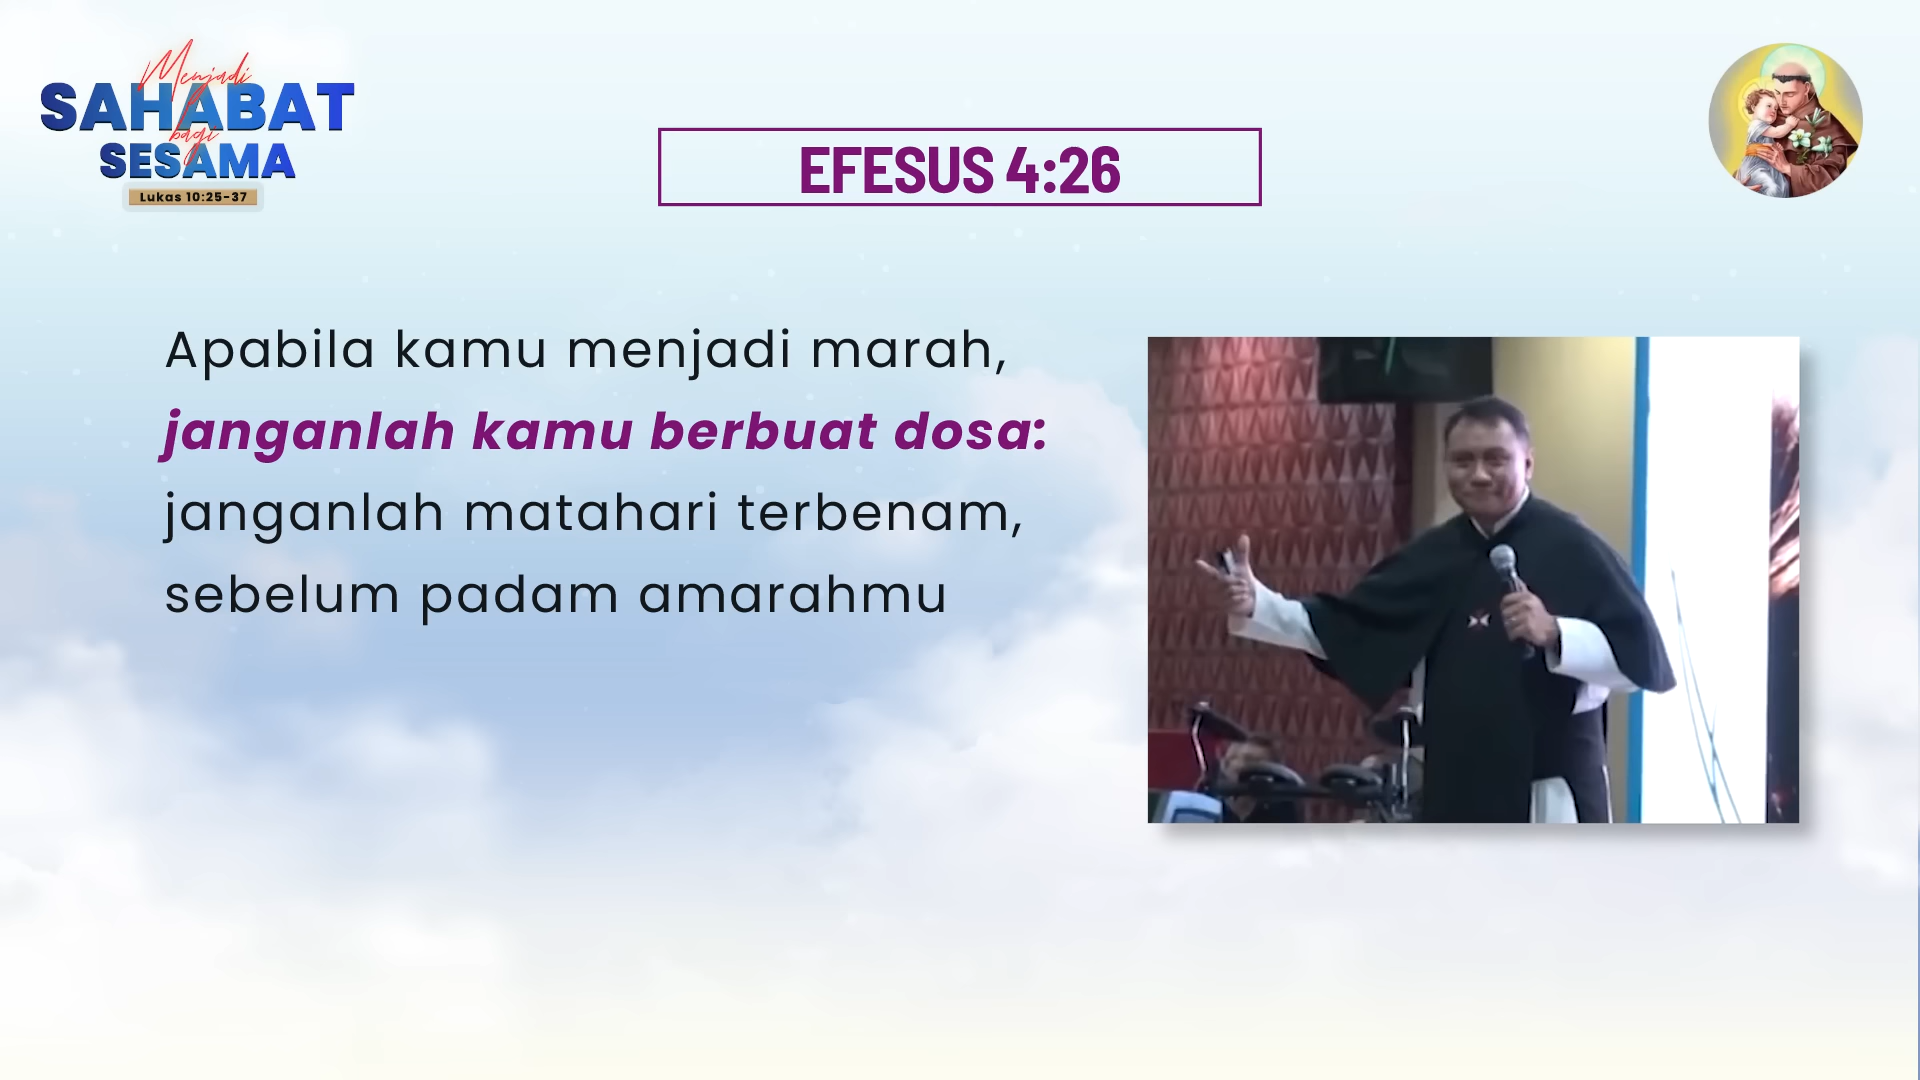 Menjadi
SAHABAT
bagi
SESAMA
Lukas 10:25-37
EFESUS 4:26
Apabila kamu menjadi marah,
janganlah kamu berbuat dosa:
janganlah matahari terbenam,
sebelum padam amarahmu